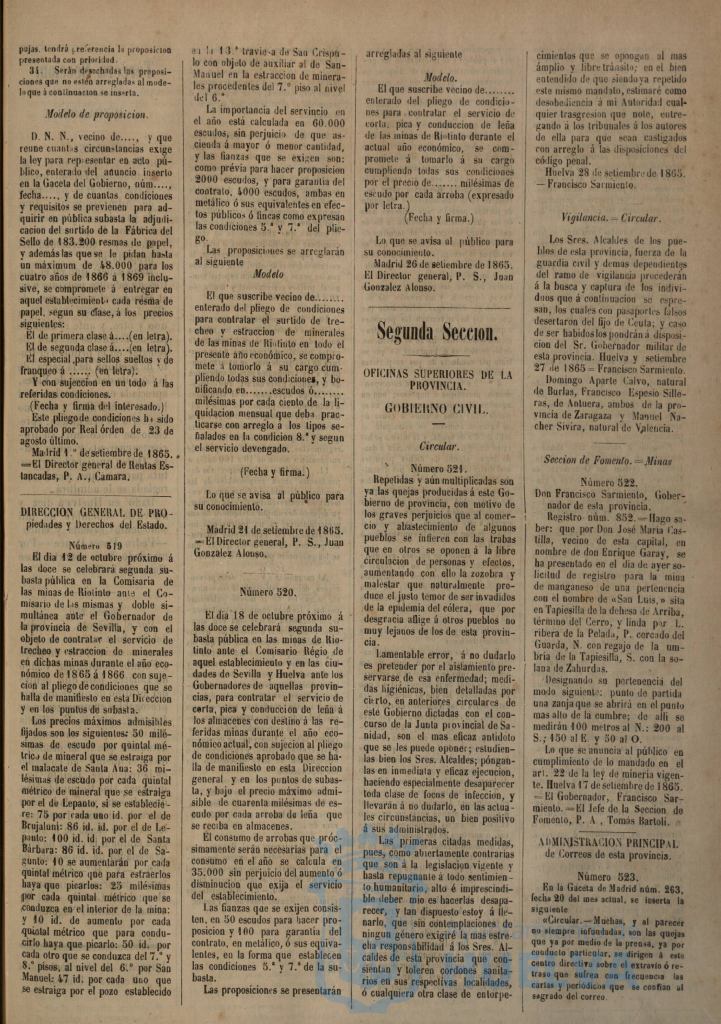 pujas, tendrá preferencia la proposicion
presentada con prioridad.
34. Serán desechadas las proposi-
ciones que no estén arregladas al mode-
lo que á continuacion se inserta.
Modelo de proposicion.
D. N. N., vecino de...., y que
reune cuantas circunstancias exige
la ley para representar en acto pú-
blico, enterado del anuncio inserto
en la Gaceta del Gobierno, núm....,
fecha...., y de cuantas condiciones
y requisitos se previenen para ad-
quirir en pública subasta la adjudi-
cacion del surtido de la Fábrica del
Sello de 183.200 resmas de papel,
y además las que se le pidan hasta
un máximum de 48.000 para los
cuatro años de 1866 á 1869 inclu-
sive, se compromete á entregar en
aquel establecimiento cada resma de
papel, segun su clase, á los precios
siguientes:
El de primera clase á....(en letra).
El de segunda clase á....(en letra).
El especial para sellos sueltos y de
franqueo á ...... (en letra).
Y con sujeccion en un todo á las
referidas condiciones.
(Fecha y firma del interesado.)
Este pliego de condiciones ha sido
aprobado por Real órden de 23 de
agosto último.
Madrid 1.º de setiembre de 1865.
=El Director general de Rentas Es-
tancadas, P. A., Camara.
DIRECCION GENERAL DE PRO-
piedades y Derechos del Estado.
Número 519
El dia 12 de octubre próximo á
las doce se celebrará segunda su-
basta pública en la Comisaria de
las minas de Riotinto ante el Co-
misario de las mismas y doble si-
multánea ante el Gobernador de
la provincia de Sevilla, y con el
objeto de contratar el servicio de
trecheo y estraccion de minerales
en dichas minas durante el año eco-
nómico de 1865 á 1866 con suje-
cion al pliego de condiciones que se
halla de manifiesto en esta Direccion
y en los puntos de subasta.
Los precios máximos admisibles
fijados son los siguientes: 50 milé-
simas de escudo por quintal mé-
trico de mineral que se estraiga por
el malacate de Santa Ana: 36 mi-
lésimas de escudo por cada quintal
métrico de mineral que se estraiga
por el de Lepanto, si se establecie-
re: 75 por cada uno id. por el de
Brujaluni: 86 id. id. por el de Le-
panto: 100 id. id. por el de Santa
Bárbara: 86 id. id. por el de Sa-
gunto: 10 se aumentarán por cada
quintal métrico que para estraerlos
haya que picarlos: 25 milésimas
por cada quintal métrico que se
conduzca en el interior de la mina:
y 10 id. de aumento por cada
quintal métrico que para condu-
cirlo haya que picarlo: 50 id. por
cada otro que se conduzca del 7.º y
8.º pisos, al nivel del 6.º por San
Manuel: 47 id. por cada uno que
se estraiga por el pozo establecido
en la 13.ª traviesa de San Crispu-
lo con objeto de auxiliar al de San-
Manuel en la estraccion de minera-
les procedentes del 7.º piso al nivel
del 6.º
La importancia del servincio en
el año está calculada en 60.000
escudos, sin perjuicio de que as-
cienda á mayor ó menor cantidad,
y las fianzas que se exigen son:
como prévia para hacer proposicion
2000 escudos, y para garantia del
contrato, 4000 escudos, ambas en
metálico ó sus equivalentes en efec-
tos públicos ó fincas como expresan
las condiciones 5.ª y 7.ª del plie-
go.
Las proposiciones se arreglarán
al siguiente
Modelo
El que suscribe vecino de.......
enterado del pliego de condiciones
para contratar el surtido de tre-
cheo y estraccion de minerales
de las minas de Riotinto en todo el
presente año económico, se compro-
mete á tomarlo á su cargo cum-
pliendo todas sus condiciones, y bo-
nificando en.......escudos ó.......
milésimas por cada ciento de la li-
quidacion mensual que deba prac-
ticarse con arreglo á los tipos se-
ñalados en la condicion 8.ª y segun
el servicio devengado.
(Fecha y firma.)
Lo que se avisa al público para
su conocimiento.
Madrid 21 de setiembre de 1865.
=El Director general, P. S., Juan
Gonzalez Alonso.
Número 520.
El dia 18 de octubre próximo á
las doce se celebrará segunda su-
basta pública en las minas de Rio-
tinto ante el Comisario Régio de
aquel establecimiento y en las ciu-
dades de Sevilla y Huelva ante los
Gobernadores de aquellas provin-
cias, para contratar el servicio de
corta, pica y conduccion de leña á
los almacenes con destino á las re-
feridas minas durante el año eco-
nómico actual, con sujecion al pliego
de condiciones aprobado que se ha-
lla de manifiesto en esta Direccion
general y en los puntos de subas-
ta, y bajo el precio máximo admi-
sible de cuarenta milésimas de es-
cudo por cada arroba de leña que
se reciba en almacenes.
El consumo de arrobas que pró-
simamente serán necesarias para el
consumo en el año se calcula en
35.000 sin perjuicio del aumento ó
disminucion que exija el servicio
del establecimiento.
Las fianzas que se exigen consis-
ten, en 50 escudos para hacer pro-
posicion y 100 para garantia del
contrato, en metálico, ó sus equiva-
lentes, en la forma que establecen
las condiciones 5.ª y 7.ª de la su-
basta.
Las proposiciones se presentarán
arregladas al siguiente
Modelo.
El que suscribe vecino de........
enterado del pliego de condicio-
nes para contratar el servicio de
corta, pica y conduccion de leña
de las minas de Riotinto durante el
actual año económico, se com-
promete á tomarlo á su cargo
cumpliendo todas sus condiciones
por el precio de........ milésimas de
escudo por cada arroba (expresado
por letra.)
(Fecha y firma.)
Lo que se avisa al público para
su conocimiento.
Madrid 26 de setiembre de 1865.
El Director general, P. S., Juan
Gonzalez Alonso.
Segunda Seccion.
OFICINAS SUPERIORES DE LA
PROVINCIA.
GOBIERNO CIVIL.
Circular.
Número 521.
Repetidas y aún multiplicadas son
ya las quejas producidas á este Go-
bierno de provincia, con motivo de
los graves perjuicios que al comer-
cio y abastecimiento de algunos
pueblos se infieren con las trabas
que en otros se oponen á la libre
circulacion de personas y efectos,
aumentando con ello la zozobra y
malestar que naturalmente produ-
ce el justo temor de ser invadidos
de la epidemia del cólera, que por
desgracia aflige á otros pueblos no
muy lejanos de los de esta provin-
cia.
Lamentable error, á no dudarlo
es pretender por el aislamiento pre-
servarse de esa enfermedad; medi-
das higiénicas, bien detalladas por
cierto, en anteriores circulares de
este Gobierno dictadas con el con-
curso de la Junta provincial de Sa-
nidad, son el mas eficaz antidoto
que se les puede oponer; estudien-
las bien los Sres. Alcaldes; póngan-
las en inmediata y eficaz ejecucion,
haciendo especialmente desaparecer
toda clase de focos de infeccion, y
llevarán á no dudarlo, en las actua-
les circunstancias, un bien positivo
á sus administrados.
Las primeras citadas medidas,
pues, como abiertamente contrarias
que son á la legislacion vigente y
hasta repugnante á todo sentimien-
to humanitario, alto é imprescindi-
ble deber mio es hacerlas desapa-
recer, y tan dispuesto estoy á lle-
narlo, que sin contemplaciones de
ningun género exigiré la mas estre-
cha responsabilidad á los Sres. Al-
caldes de esta provincia que con-
sientan y toleren cordones sanita-
rios en sus respectivas localidades,
ó cualquiera otra clase de entorpe-
cimientos que se opongan al mas
ámplio y libre tránsito; en el bien
entendido de que siendoya repetido
este mismo mandato, estimaré como
desobediencia á mi Autoridad cual-
quier trasgresion que note, entre-
gando á los tribunales á los autores
de ella para que sean castigados
con arreglo á las disposiciones del
código penal.
Huelva 28 de setiembre de 1865.
—Francisco Sarmiento.
Vigilancia.—Circular.
Los Sres. Alcaldes de los pue-
blos de esta provincia, fuerza de la
guardia civil y demas dependientes
del ramo de vigilancia procederán
á la busca y captura de los indivi-
duos que á continuacion se espre-
san, los cuales con pasaportes falsos
desertaron del fijo de Ceuta; y caso
de ser habidos los pondrán á disposi-
cion del Sr. Gobernador militar de
esta provincia. Huelva y setiembre
27 de 1865=Francisco Sarmiento.
Domingo Aparte Calvo, natural
de Burlas, Francisco Espesio Sille-
ras, de Antuera, ambos de la pro-
vincia de Zaragaza y Manuel Na-
cher Sivira, natural de Valencia.
Seccion de Fomento.=Minas
Número 522.
Don Francisco Sarmiento, Gober-
nador de esta provincia.
Registro núm. 852.=Hago sa-
ber: que por Don José Maria Cas-
tilla, vecino de esta capital, en
nombre de don Enrique Garay, se
ha presentado en el dia de ayer so-
licitud de registro para la mina
de manganeso de una pertenencia
con el nombre de «San Luis,» sita
en Tapiesilla de la dehesa de Arriba,
término del Cerro, y linda por L.
ribera de la Pelada, P. cercado del
Guarda, N. con regajo de la um-
bria de la Tapiesilla, S. con la so-
lana de Zahurdas.
Designando su pertenencia del
modo siguiente: punto de partida
una zanja que se abrirá en el punto
mas alto de la cumbre; de alli se
medirán 100 metros al N.: 200 al
S.: 150 al E. y 50 al O.
Lo que se anuncia al público en
cumplimiento de lo mandado en el
art. 22 de la ley de mineria vigen-
te. Huelva 17 de setiembre de 1865.
=El Gobernador, Francisco Sar-
miento.=El Jefe de la Seccion de
Fomento, P. A , Tomás Bartoli.
ADMINISTRACION PRINCIPAL
de Correos de esta provincia.
Número 523.
En la Gaceta de Madrid núm. 263,
fecha 20 del mes actual, se inserta la
siguiente
«Circular.—Muchas, y al parecer
no siempre infundadas, son las quejas
que ya por medio de la prensa, ya por
conducto particular, se dirigen á este
centro directivo sobre el extravio ó re-
traso que sufren con frecuencia las
cartas y periódicos que se confian al
sagrado del correo.